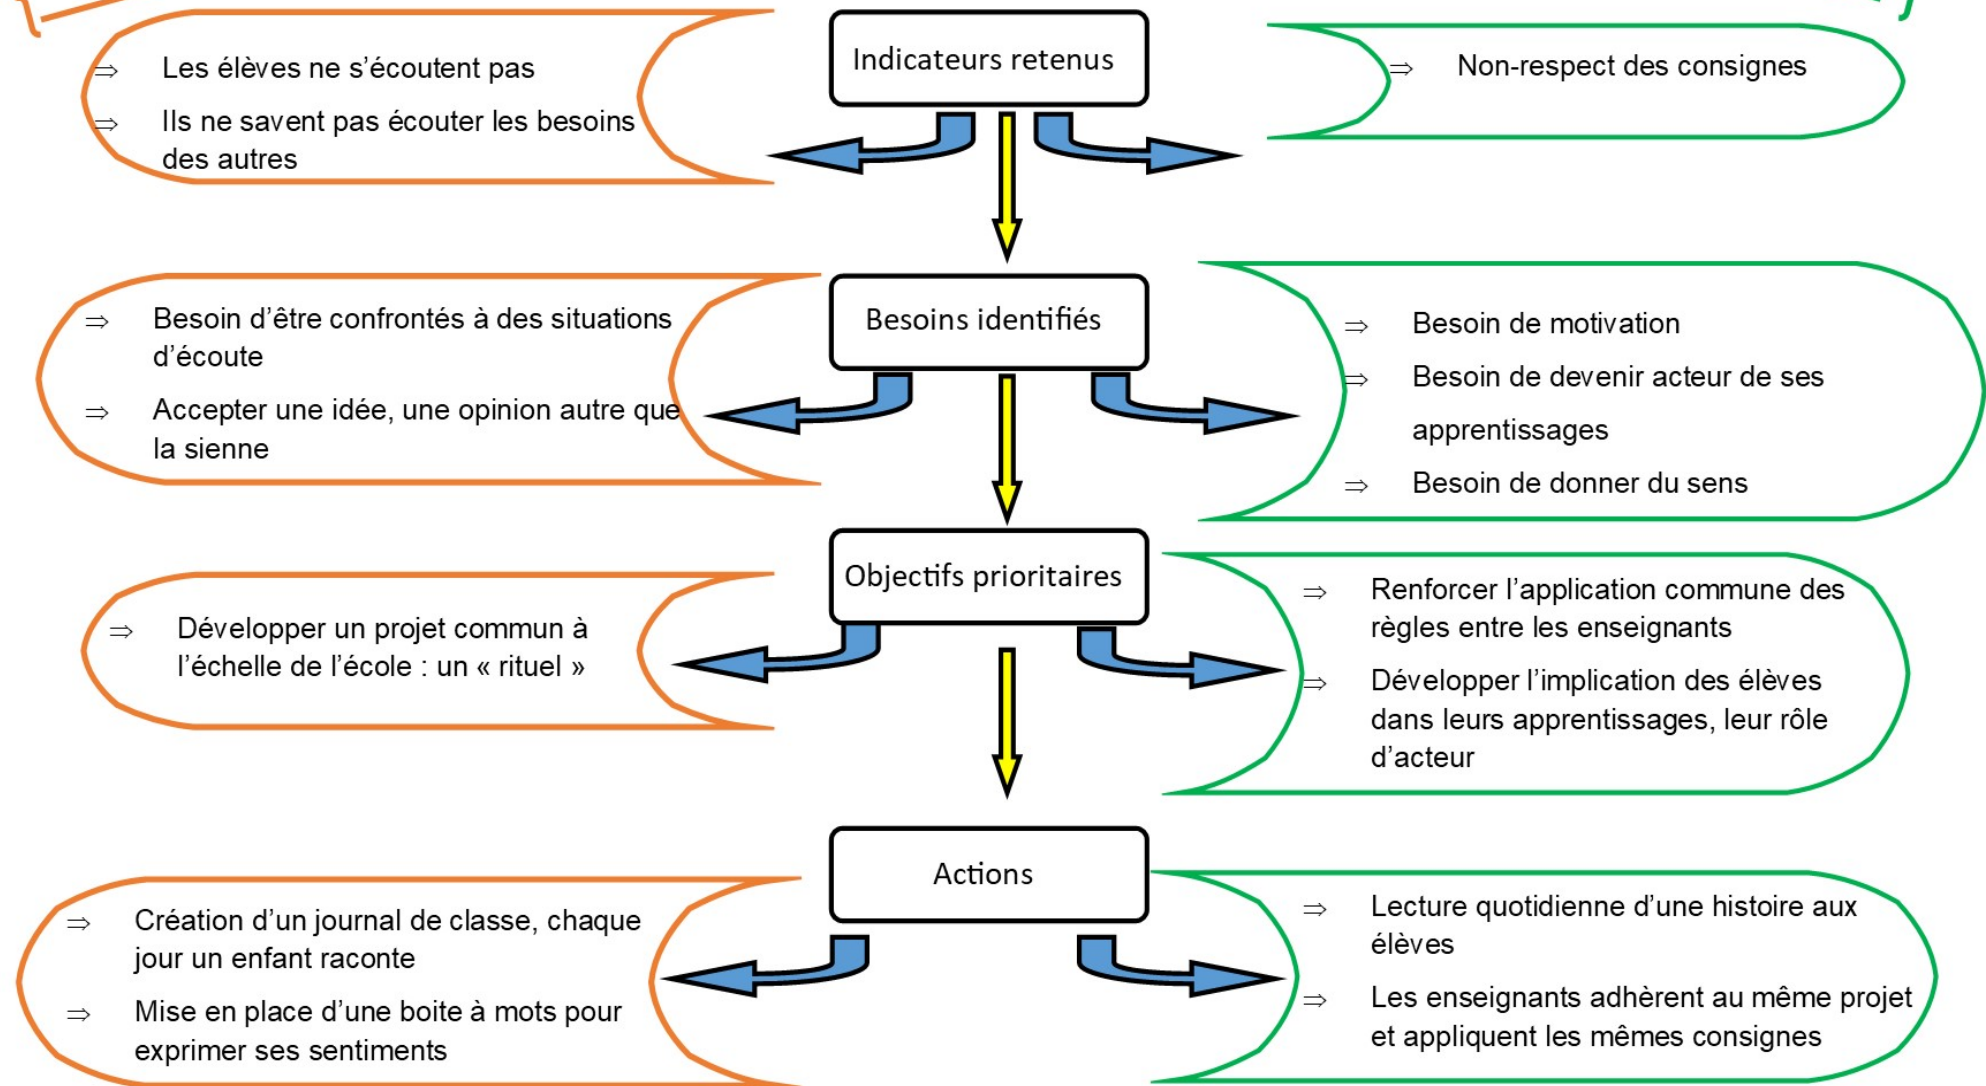 Indicateurs retenus
⇒ Les élèves ne s’écoutent pas
⇒ Ils ne savent pas écouter les besoins
des autres
⇒ Non-respect des consignes
Besoins identifiés
⇒ Besoin d’être confrontés à des situations
d’écoute
⇒ Accepter une idée, une opinion autre que
la sienne
⇒ Besoin de motivation
⇒ Besoin de devenir acteur de ses
apprentissages
⇒ Besoin de donner du sens
Objectifs prioritaires
⇒ Développer un projet commun à
l’échelle de l’école : un « rituel »
⇒ Renforcer l’application commune des
règles entre les enseignants
⇒ Développer l’implication des élèves
dans leurs apprentissages, leur rôle
d’acteur
Actions
⇒ Création d’un journal de classe, chaque
jour un enfant raconte
⇒ Mise en place d’une boite à mots pour
exprimer ses sentiments
⇒ Lecture quotidienne d’une histoire aux
élèves
⇒ Les enseignants adhèrent au même projet
et appliquent les mêmes consignes